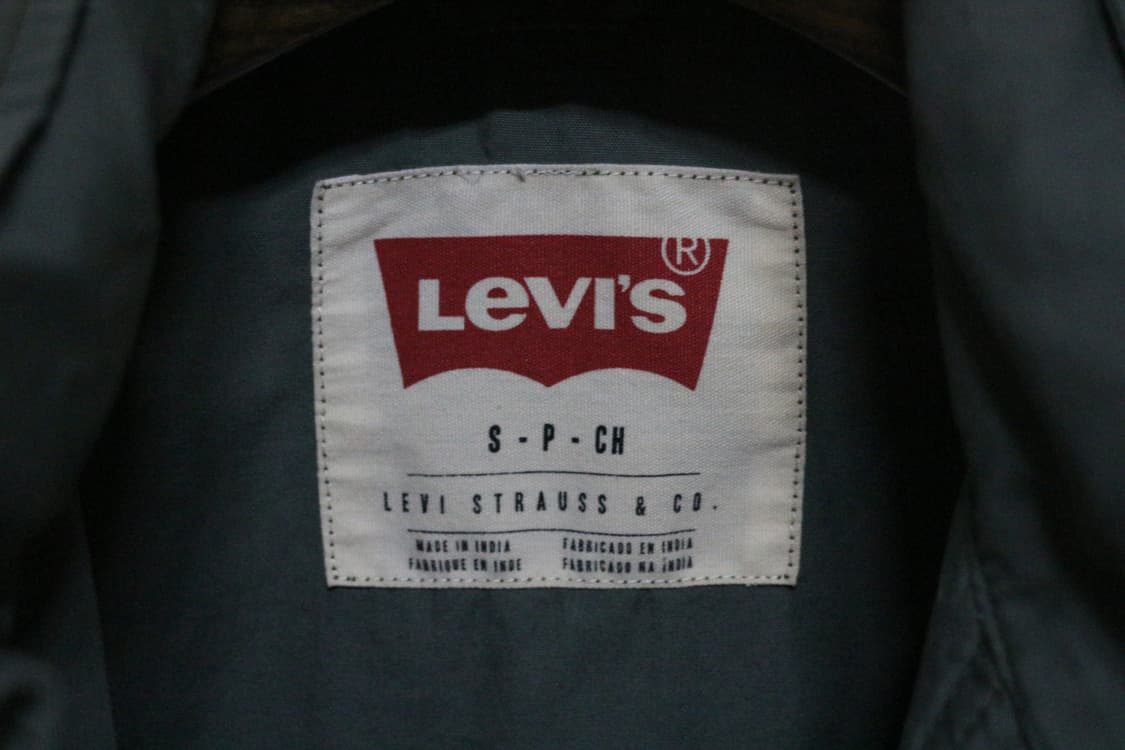 LEVI'S®
S - P - CH
LEVI STRAUSS & CO.
MADE IN INDIA FABRICADO EN INDIA
FABRIQUE EN INDE FABRICADO NA ÍNDIA